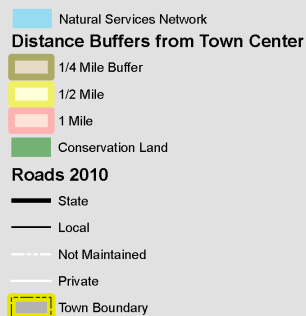 Natural Services Network
Distance Buffers from Town Center
1/4 Mile Buffer
1/2 Mile
1 Mile
Conservation Land
Roads 2010
State
Local
Not Maintained
Private
Town Boundary